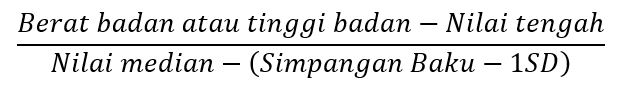 Berat badan atau tinggi badan − Nilai tengah
Nilai median − (Simpangan Baku − 1SD)